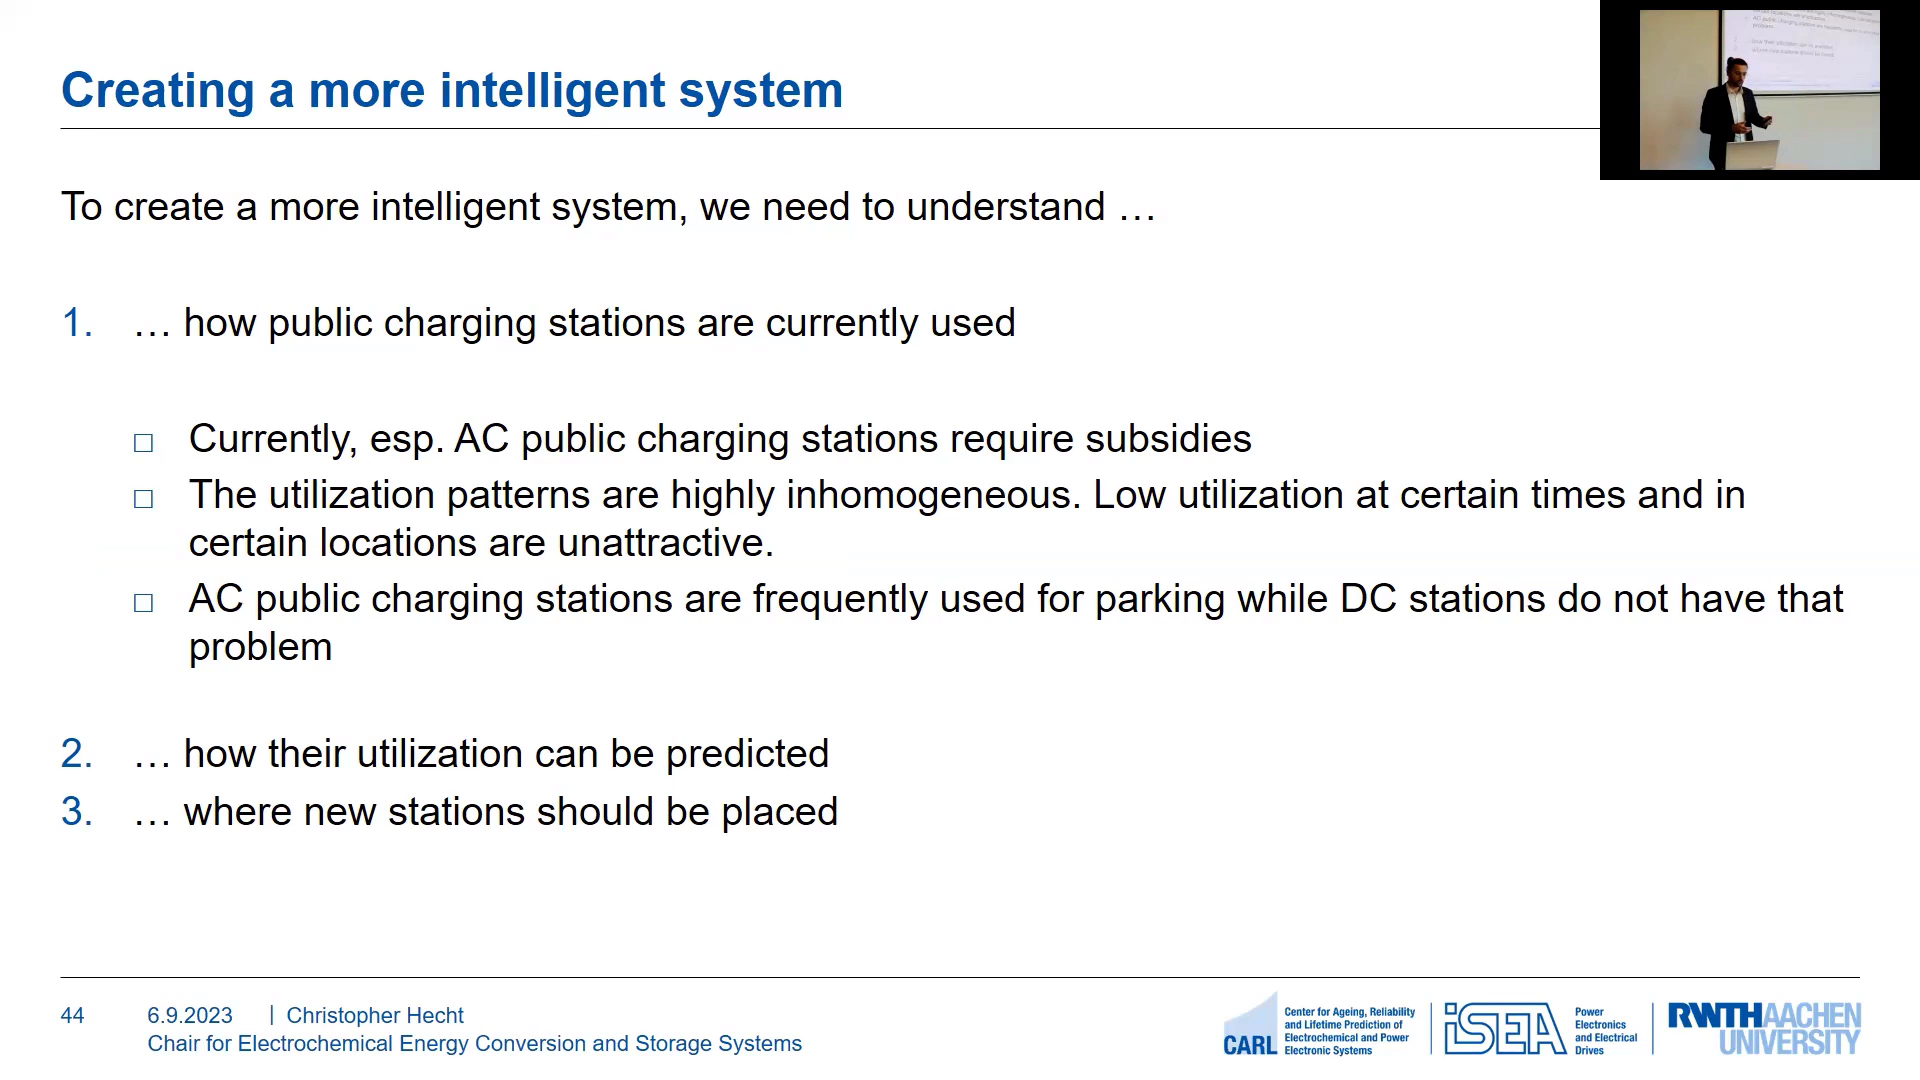 Creating a more intelligent system
To create a more intelligent system, we need to understand …
1. … how public charging stations are currently used
□ Currently, esp. AC public charging stations require subsidies
□ The utilization patterns are highly inhomogeneous. Low utilization at certain times and in
certain locations are unattractive.
□ AC public charging stations are frequently used for parking while DC stations do not have that
problem
2. … how their utilization can be predicted
3. … where new stations should be placed
44 6.9.2023 | Christopher Hecht
Chair for Electrochemical Energy Conversion and Storage Systems
CARL
Center for Ageing, Reliability
and Lifetime Prediction of
Electrochemical and Power
Electronic Systems
iSEA
Power
Electronics
and Electrical
Drives
RWTHAACHEN
UNIVERSITY